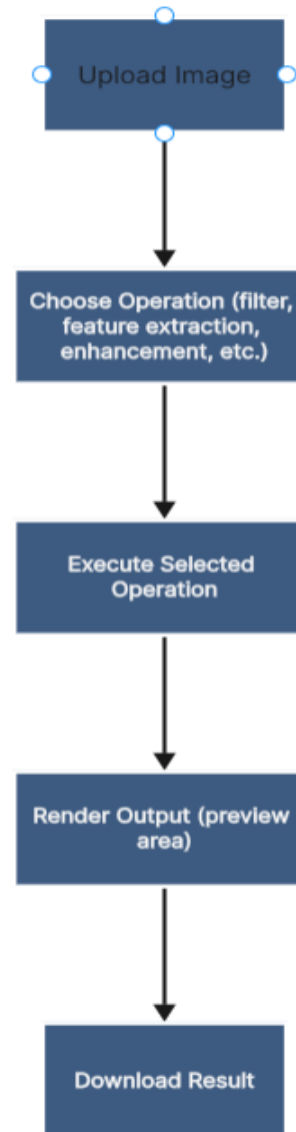 Upload Image
Choose Operation (filter,
feature extraction,
enhancement, etc.)
Execute Selected
Operation
Render Output (preview
area)
Download Result